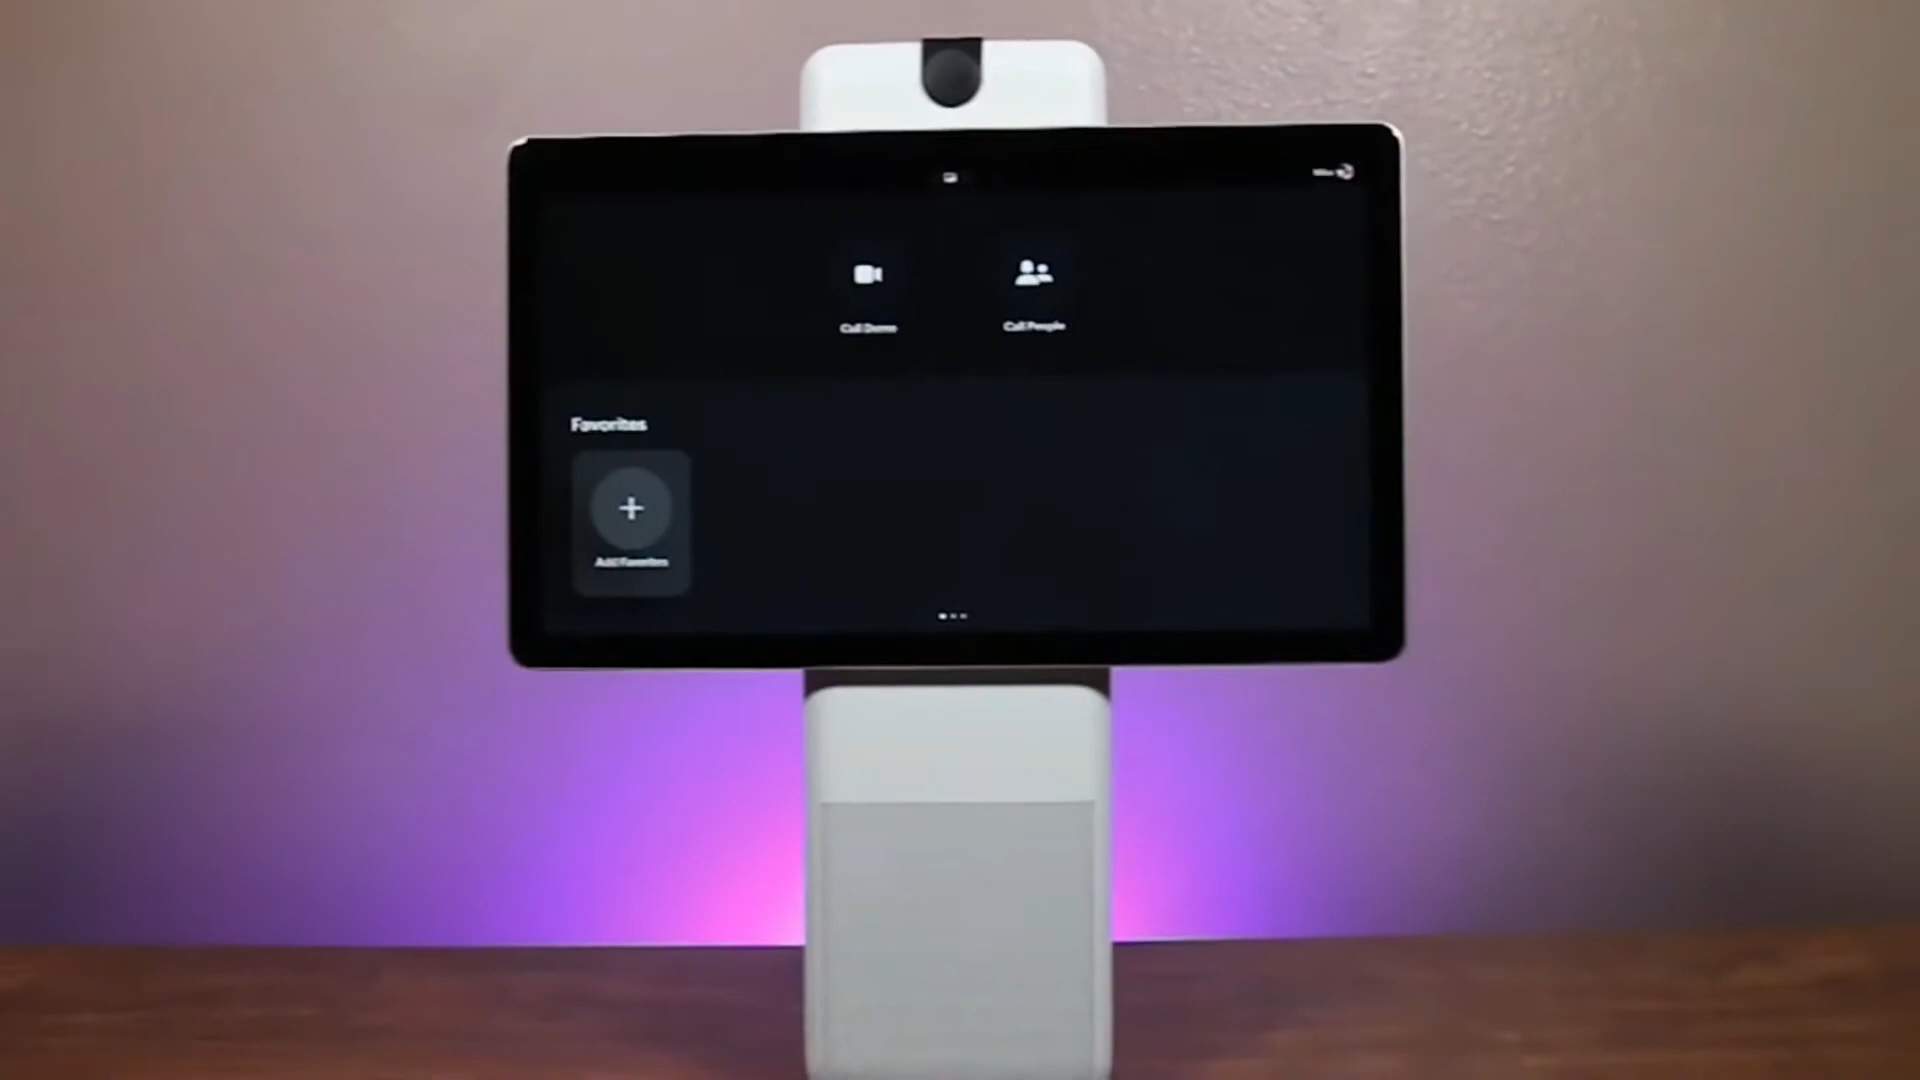 Call Demo
Call People
Favorites
Add Favorites